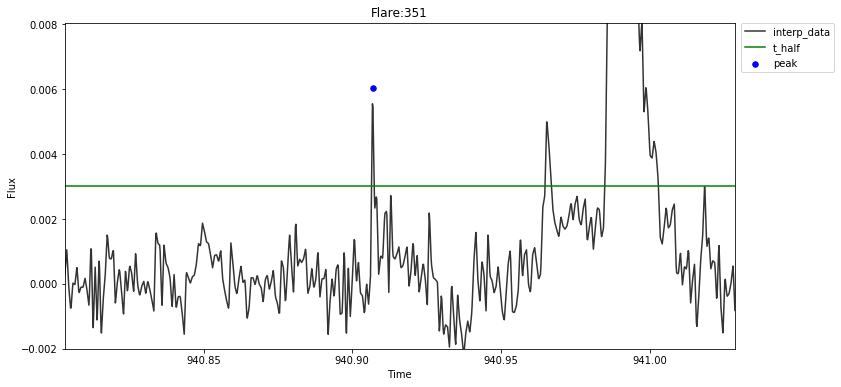 Flare:351
interp_data
t_half
peak
0.008
0.006
0.004
0.002
0.000
−0.002
Flux
940.85
940.90
940.95
941.00
Time